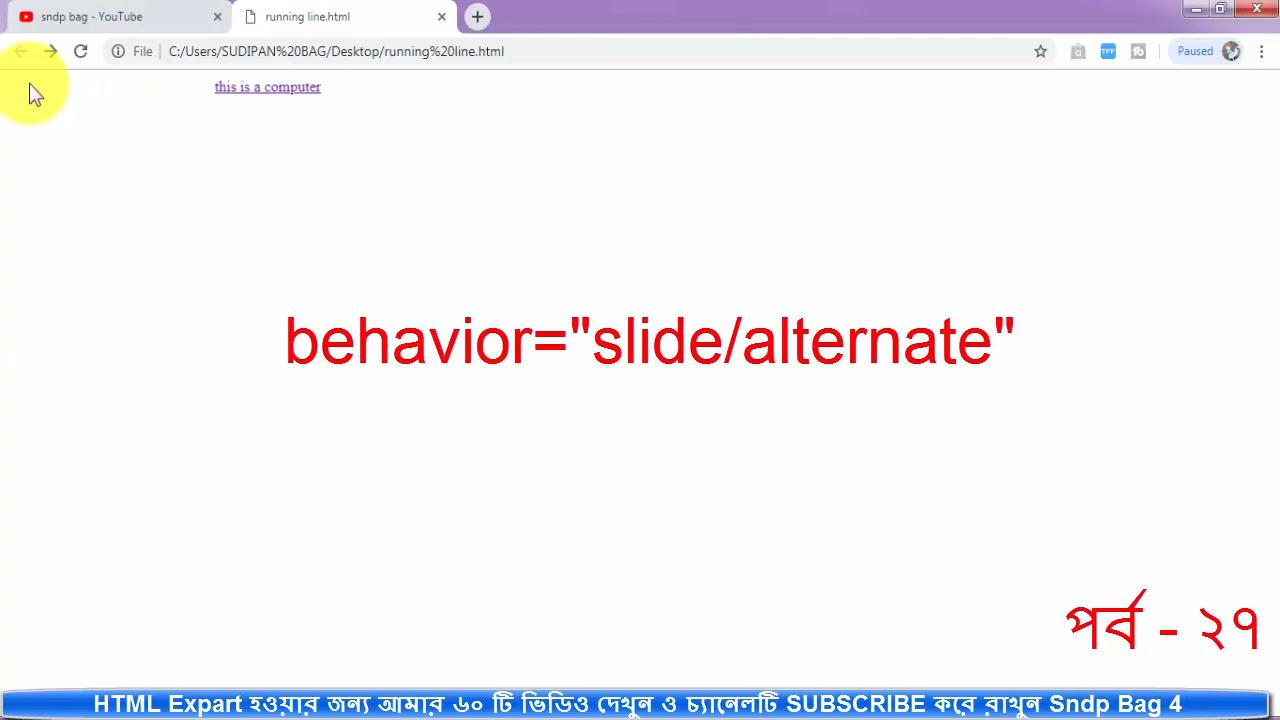 sndp bag - YouTube
running line.html
File
C:/Users/SUDIPAN%20BAG/Desktop/running%20line.html
TFF
Paused
this is a computer
behavior="slide/alternate"
পর্ব - ২৭
HTML Expart হওয়ার জন্য আমার ৬০ টি ভিডিও দেখুন ও চ্যানেলটি SUBSCRIBE করে রাখুন Sndp Bag 4